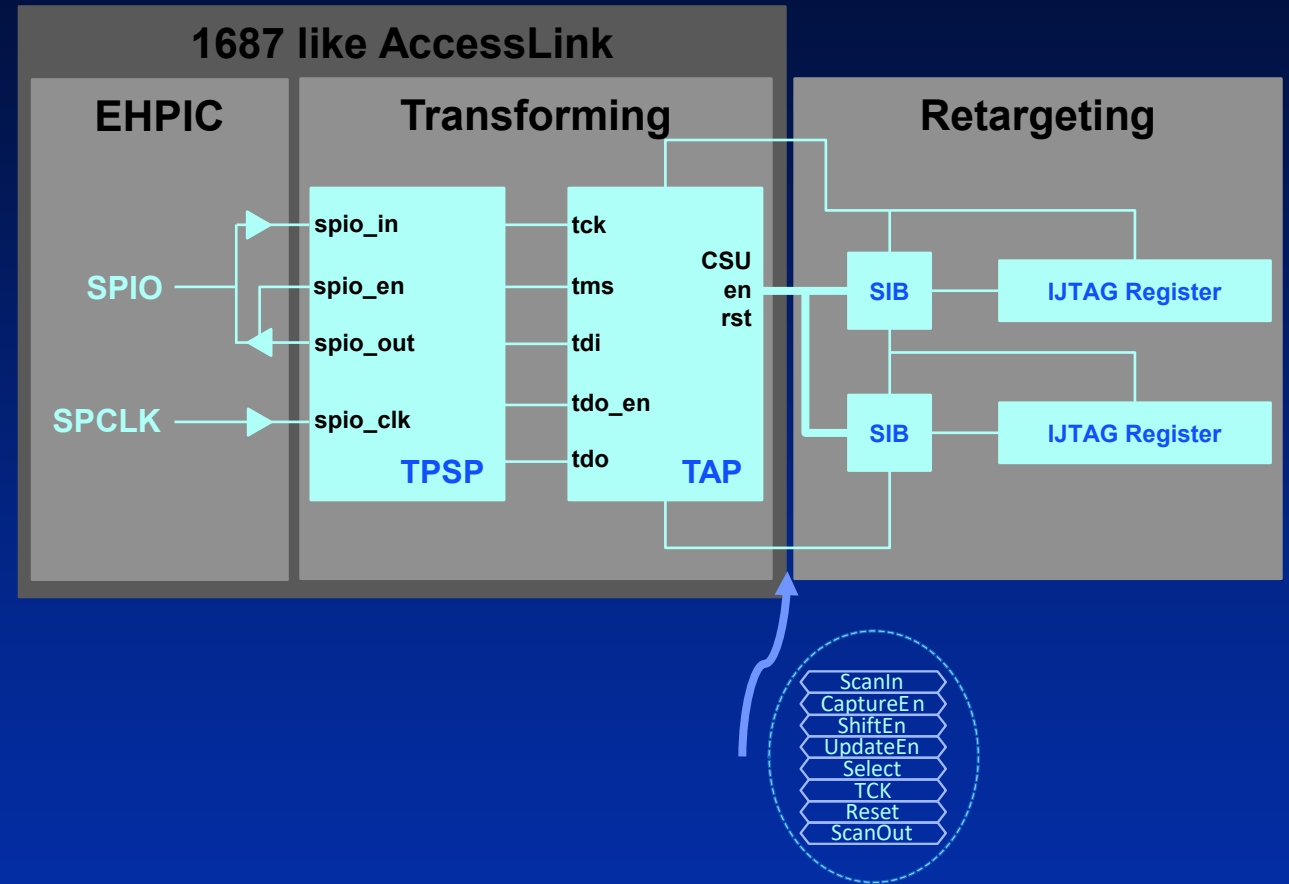 1687 like AccessLink
EHPIC
Transforming
Retargeting
SPIO
SPCLK
spio_in
spio_en
spio_out
spio_clk
TPSP
tck
tms
tdi
tdo_en
tdo
CSU
en
rst
TAP
SIB
IJTAG Register
SIB
IJTAG Register
ScanIn
CaptureEn
ShiftEn
UpdateEn
Select
TCK
Reset
ScanOut